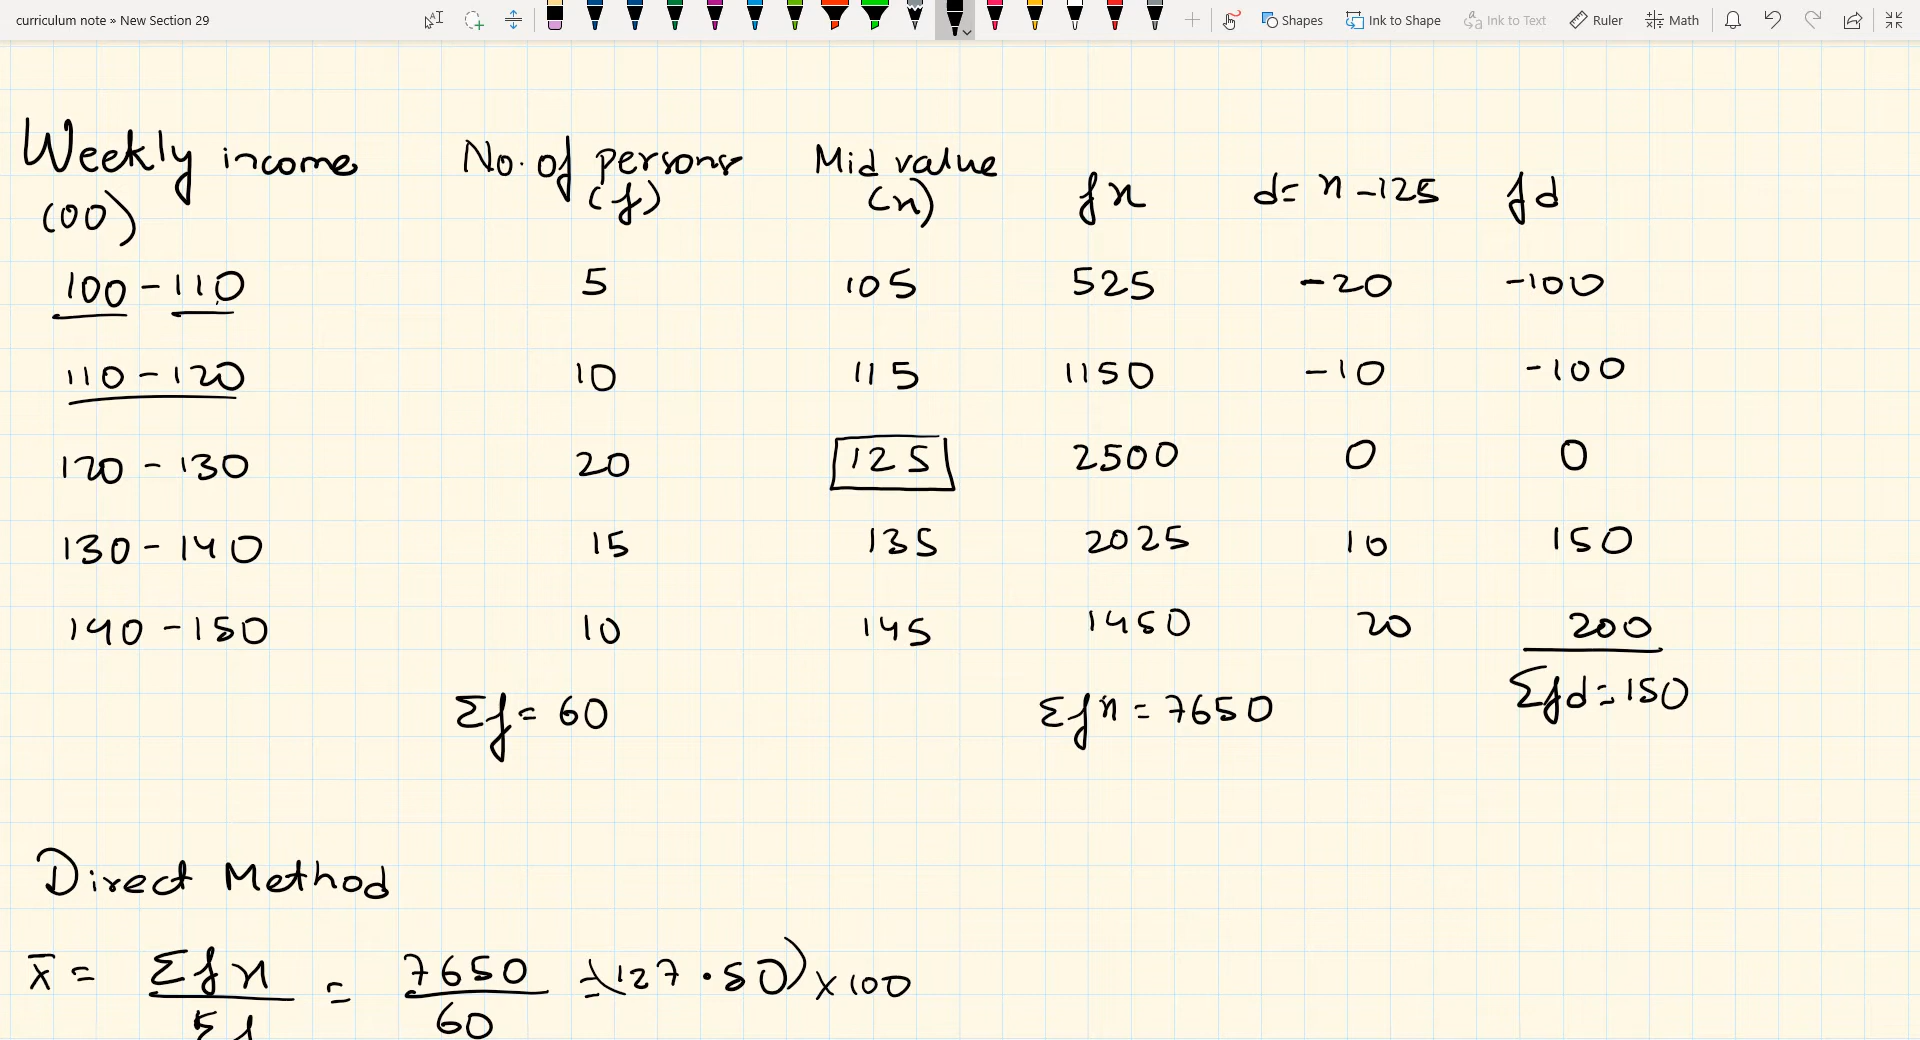 curriculum note » New Section 29
Shapes Ink to Shape Ink to Text Ruler Math
Weekly income No. of persons Mid value
(00) (f) (x) fx d= x -125 fd
100 - 110 5 105 525 -20 -100
110 - 120 10 115 1150 -10 -100
120 - 130 20 125 2500 0 0
130 - 140 15 135 2025 10 150
140 - 150 10 145 1450 20 200
Σf = 60 Σfx = 7650 Σfd = 150
Direct Method
x̄ = Σfx / Σf = 7650 / 60 = (127.50) × 100